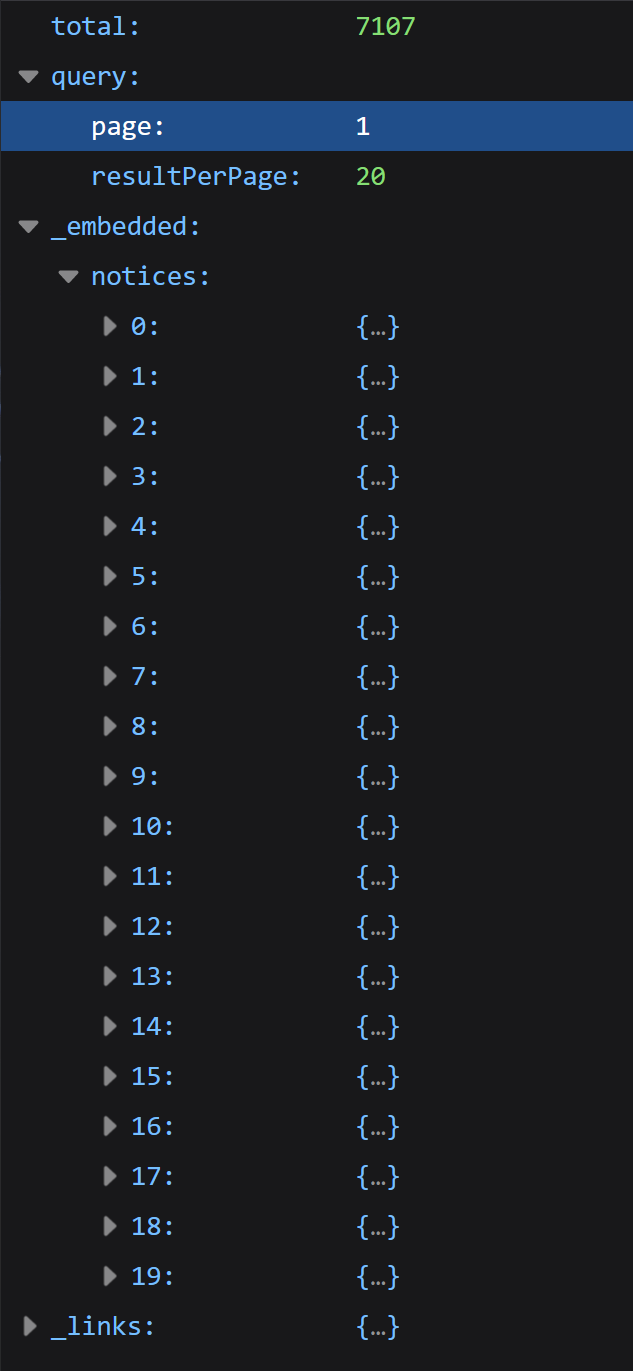 total: 7107
query:
page: 1
resultPerPage: 20
_embedded:
notices:
0: {…}
1: {…}
2: {…}
3: {…}
4: {…}
5: {…}
6: {…}
7: {…}
8: {…}
9: {…}
10: {…}
11: {…}
12: {…}
13: {…}
14: {…}
15: {…}
16: {…}
17: {…}
18: {…}
19: {…}
_links: {…}